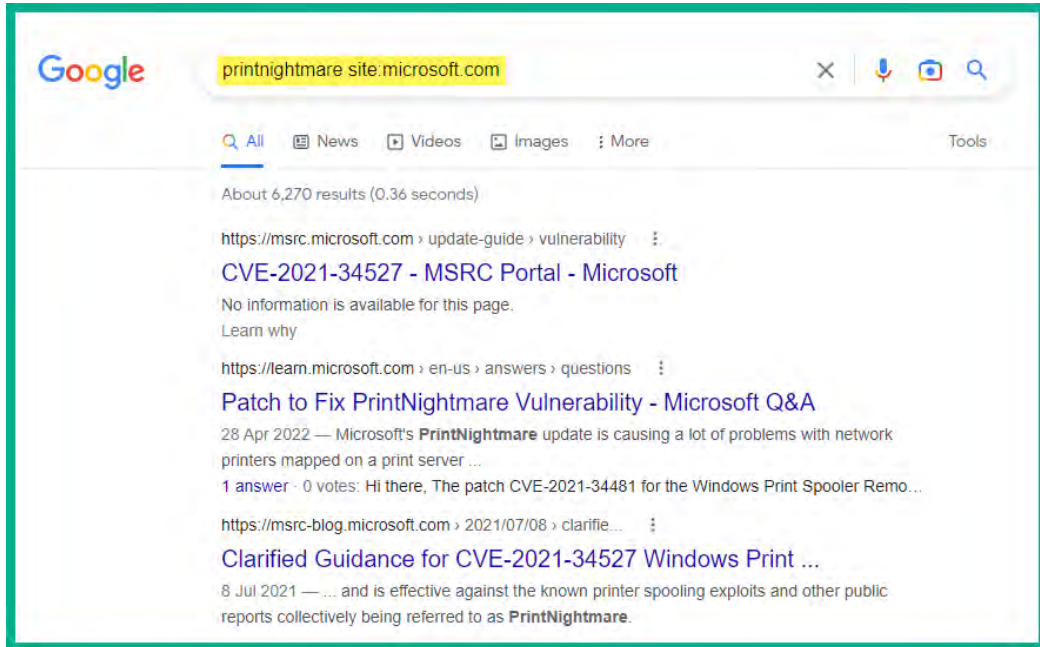 Google
printnightmare site:microsoft.com
All News Videos Images More Tools
About 6,270 results (0.36 seconds)
https://msrc.microsoft.com › update-guide › vulnerability
CVE-2021-34527 - MSRC Portal - Microsoft
No information is available for this page.
Learn why
https://learn.microsoft.com › en-us › answers › questions
Patch to Fix PrintNightmare Vulnerability - Microsoft Q&A
28 Apr 2022 — Microsoft's PrintNightmare update is causing a lot of problems with network
printers mapped on a print server ...
1 answer · 0 votes: Hi there, The patch CVE-2021-34481 for the Windows Print Spooler Remo...
https://msrc-blog.microsoft.com › 2021/07/08 › clarifie...
Clarified Guidance for CVE-2021-34527 Windows Print ...
8 Jul 2021 — ... and is effective against the known printer spooling exploits and other public
reports collectively being referred to as PrintNightmare.